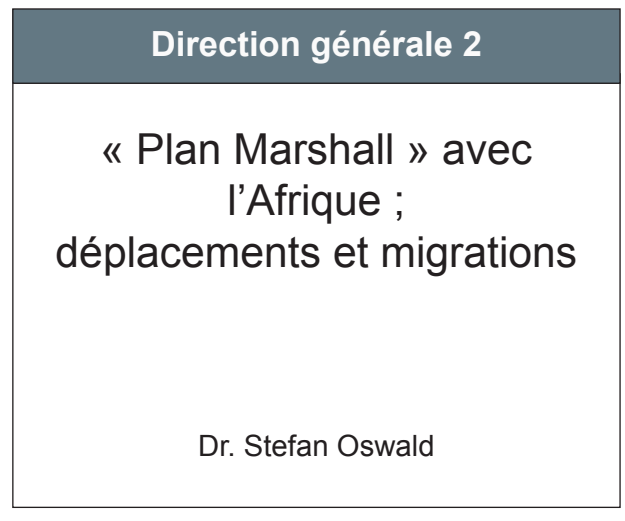 Direction générale 2
« Plan Marshall » avec
l’Afrique ;
déplacements et migrations
Dr. Stefan Oswald